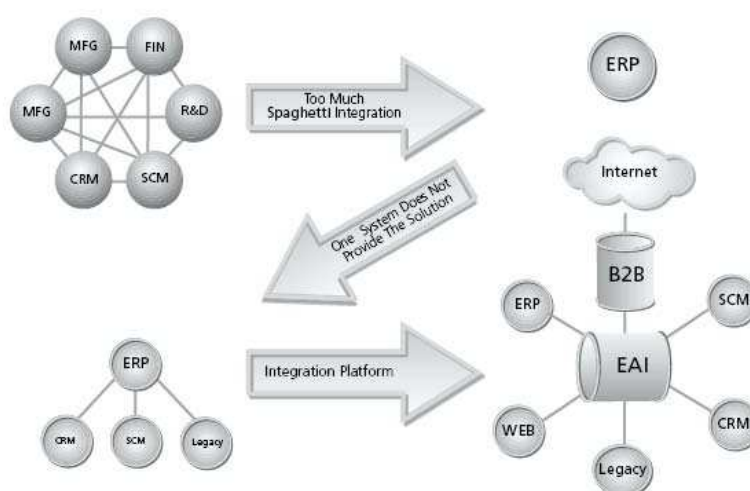 MFG
FIN
MFG
R&D
CRM
SCM
Too Much
Spaghetti Integration
ERP
Internet
One System Does Not
Provide The Solution
B2B
ERP
SCM
EAI
WEB
CRM
Legacy
ERP
CRM
SCM
Legacy
Integration Platform